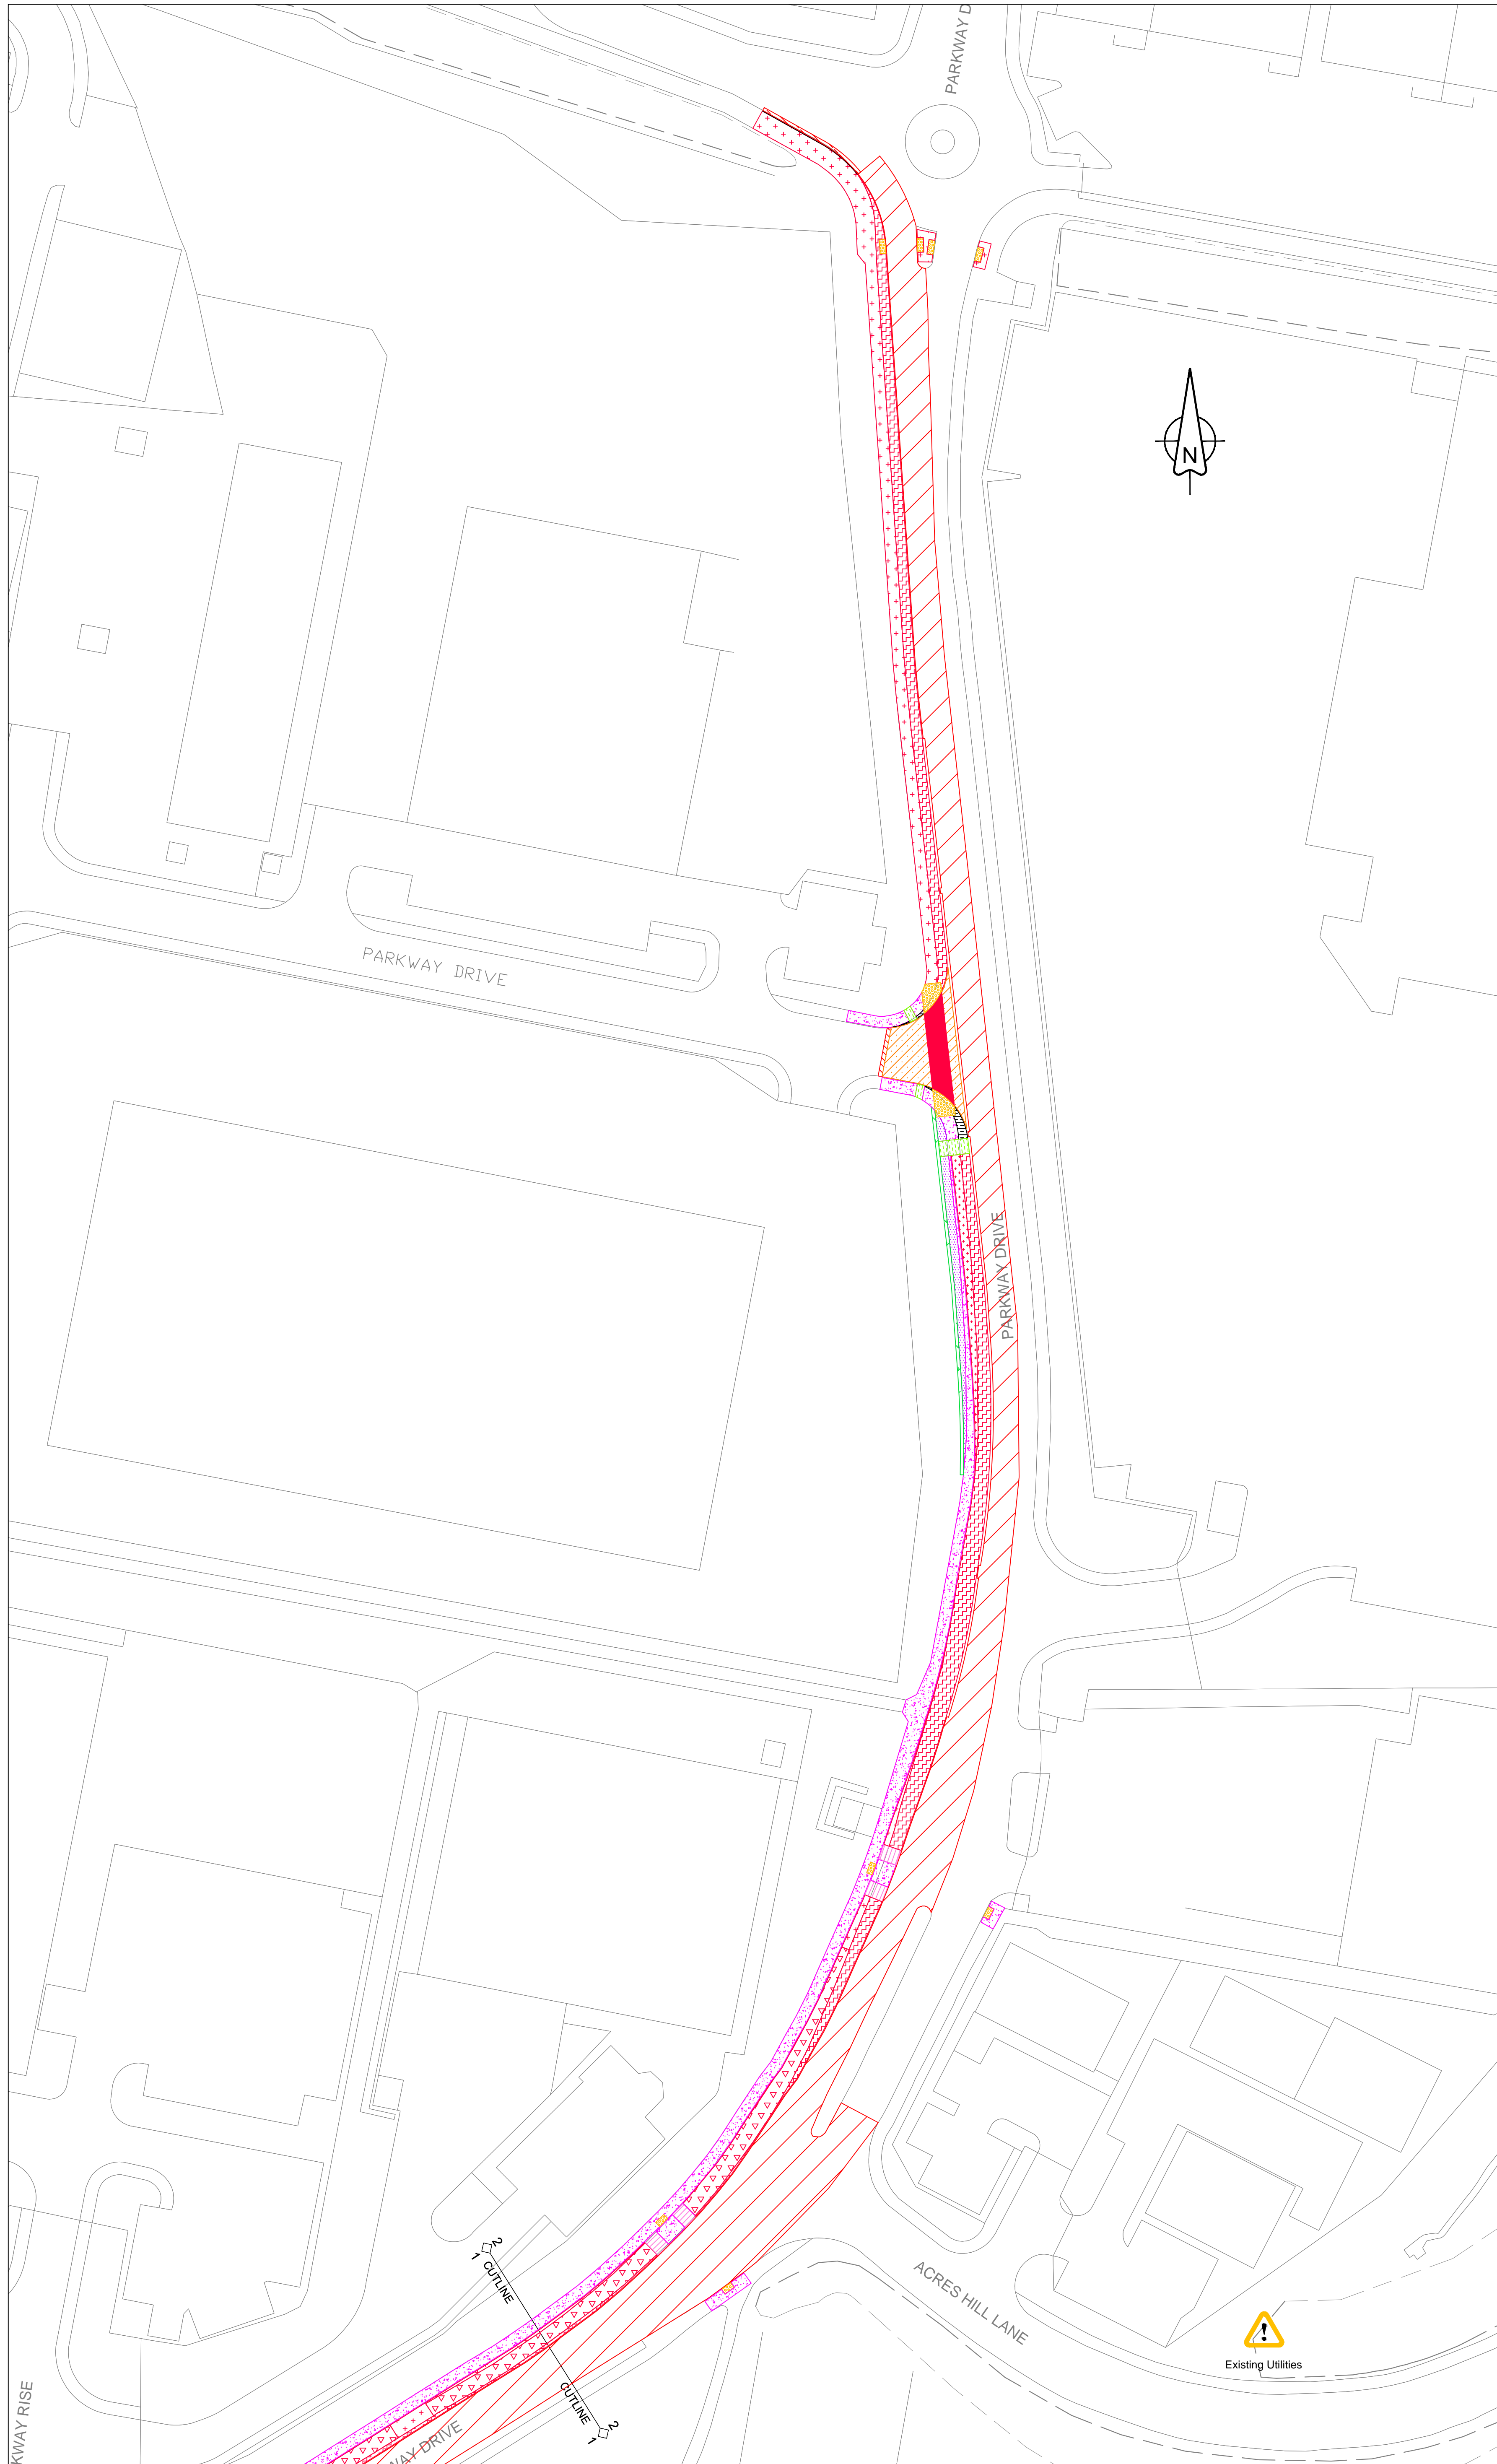 PARKWAY D
N
PARKWAY DRIVE
PARKWAY DRIVE
ACRES HILL LANE
!
Existing Utilities
2
1
CUTLINE
CUTLINE
2
1
KWAY RISE
WAY DRIVE